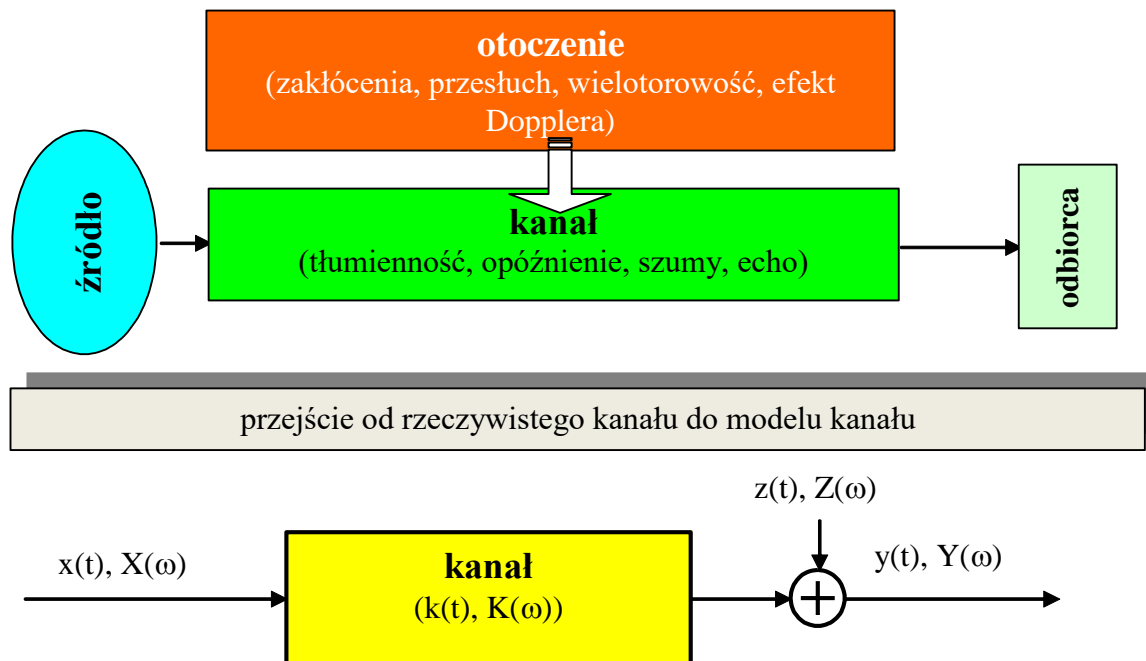 otoczenie
(zakłócenia, przesłuch, wielotorowość, efekt
Dopplera)
źródło
kanał
(tłumienność, opóźnienie, szumy, echo)
odbiorca
przejście od rzeczywistego kanału do modelu kanału
z(t), Z(ω)
x(t), X(ω)
kanał
(k(t), K(ω))
y(t), Y(ω)